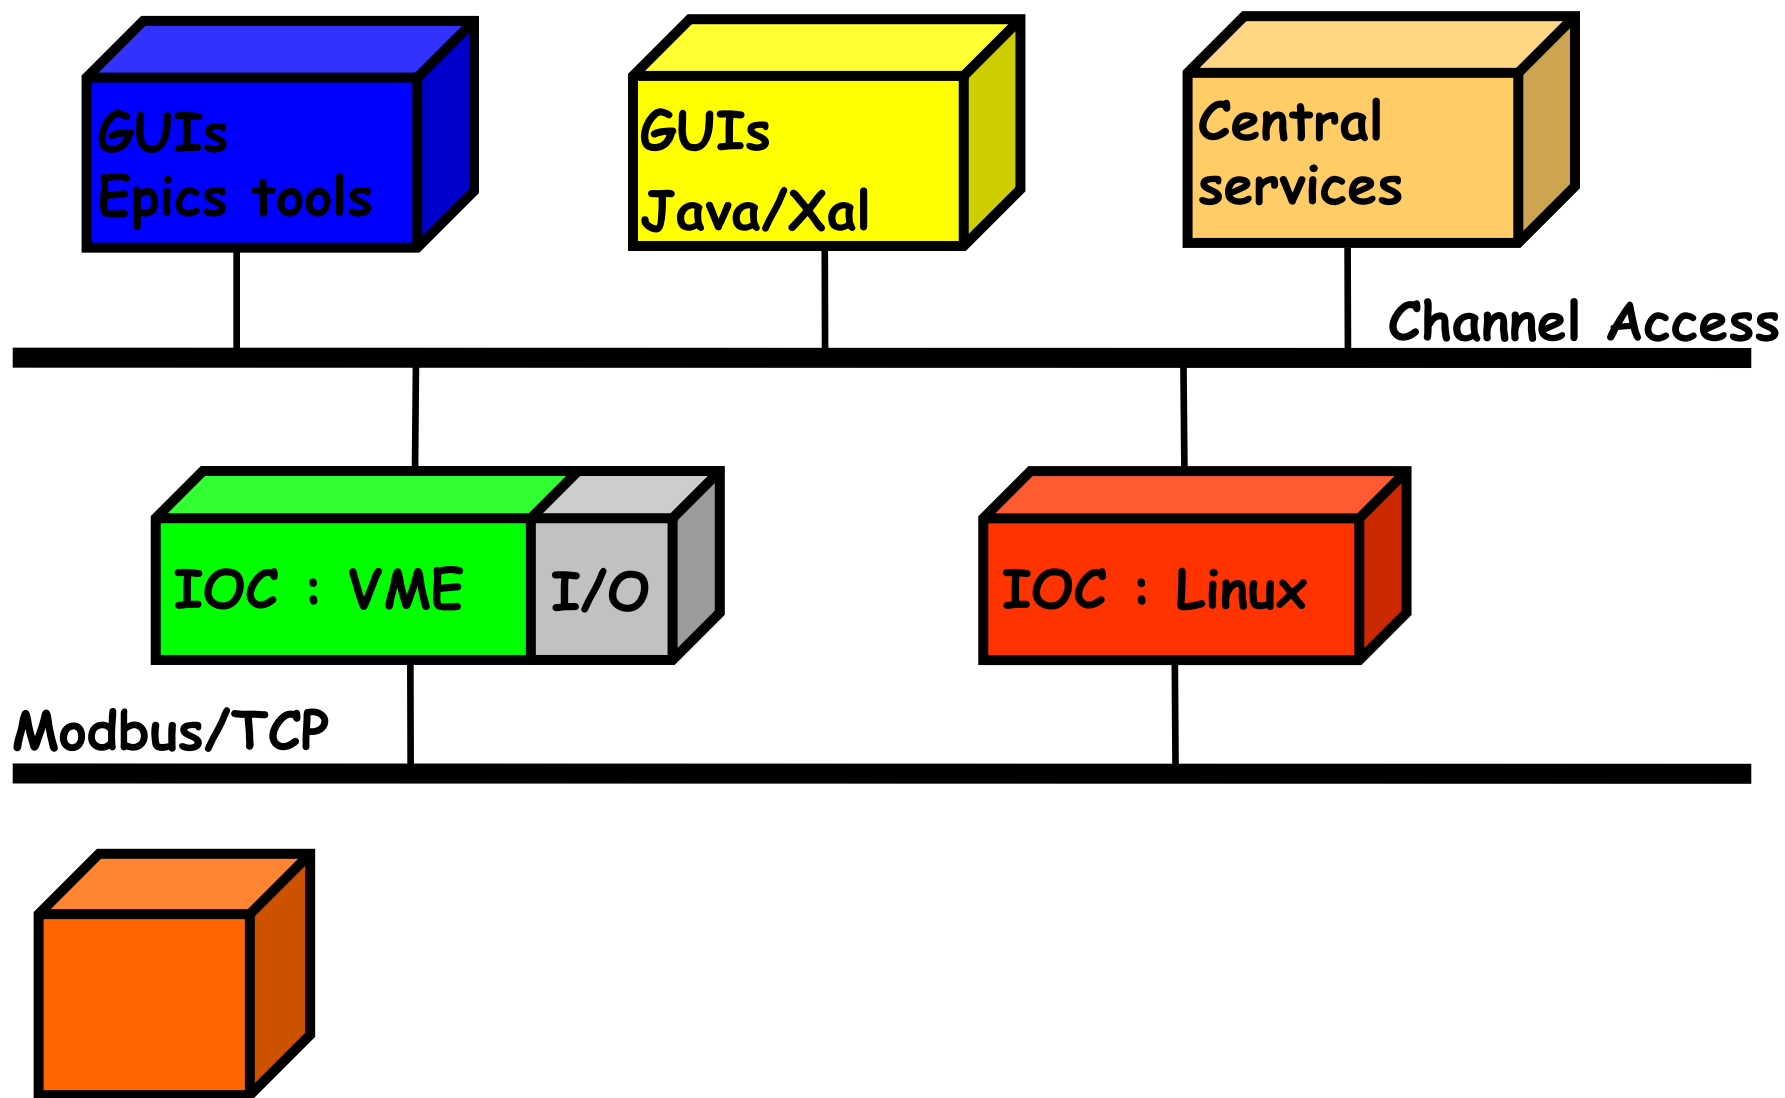 GUIs
Epics tools
GUIs
Java/Xal
Central
services
Channel Access
IOC : VME
I/O
IOC : Linux
Modbus/TCP